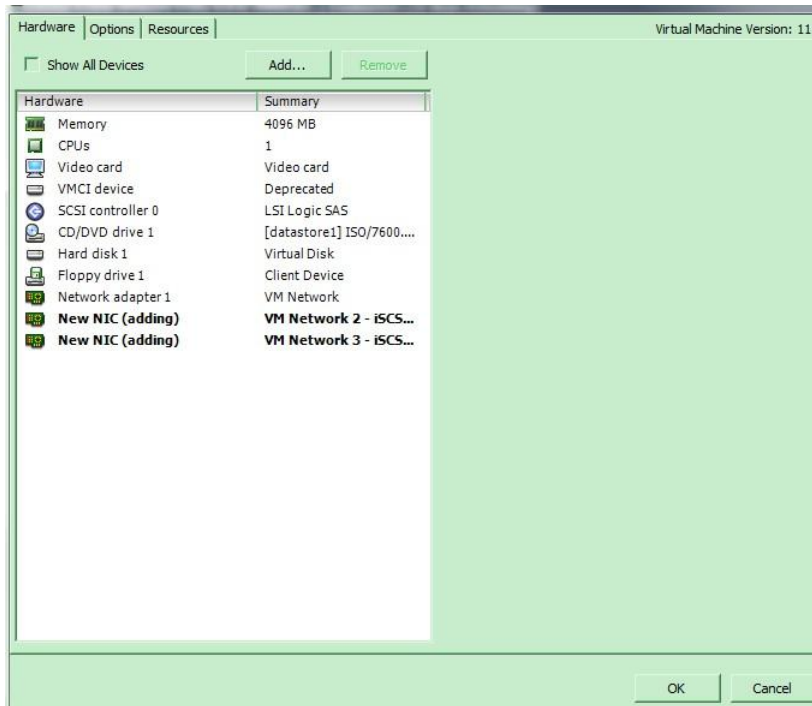 Hardware Options Resources Virtual Machine Version: 11
Show All Devices Add... Remove
Hardware Summary
Memory 4096 MB
CPUs 1
Video card Video card
VMCI device Deprecated
SCSI controller 0 LSI Logic SAS
CD/DVD drive 1 [datastore1] ISO/7600....
Hard disk 1 Virtual Disk
Floppy drive 1 Client Device
Network adapter 1 VM Network
New NIC (adding) VM Network 2 - iSCS...
New NIC (adding) VM Network 3 - iSCS...
OK Cancel